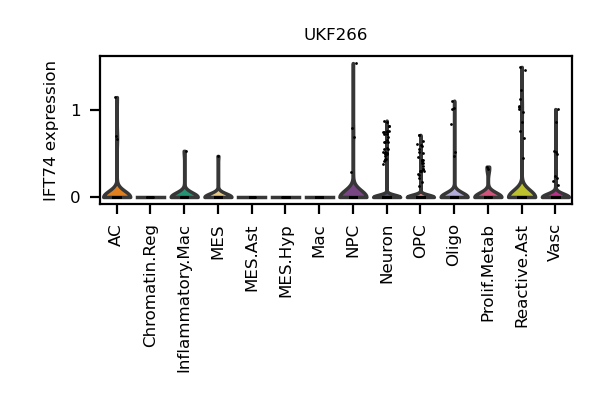 UKF266
IFT74 expression
1
0
AC
Chromatin.Reg
Inflammatory.Mac
MES
MES.Ast
MES.Hyp
Mac
NPC
Neuron
OPC
Oligo
Prolif.Metab
Reactive.Ast
Vasc